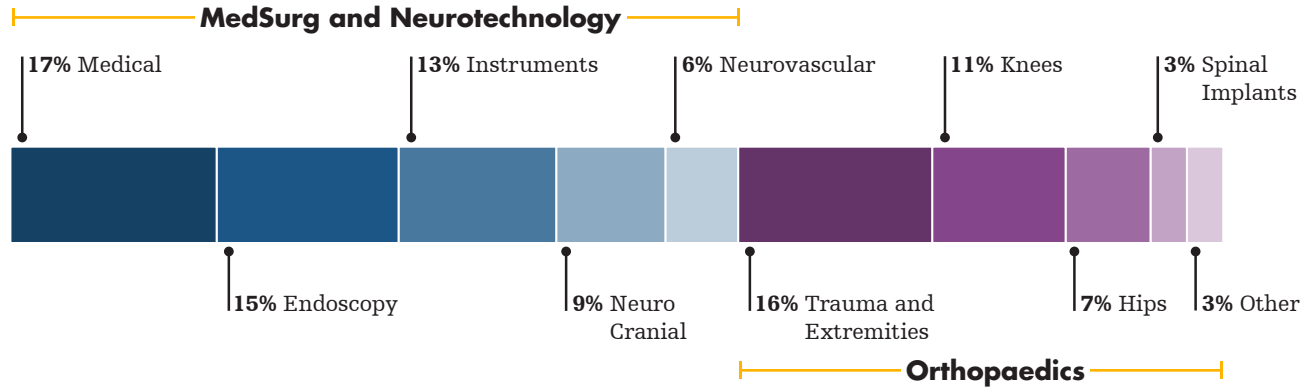 MedSurg and Neurotechnology
17% Medical
13% Instruments
6% Neurovascular
11% Knees
3% Spinal
Implants
15% Endoscopy
9% Neuro
Cranial
16% Trauma and
Extremities
7% Hips
3% Other
Orthopaedics